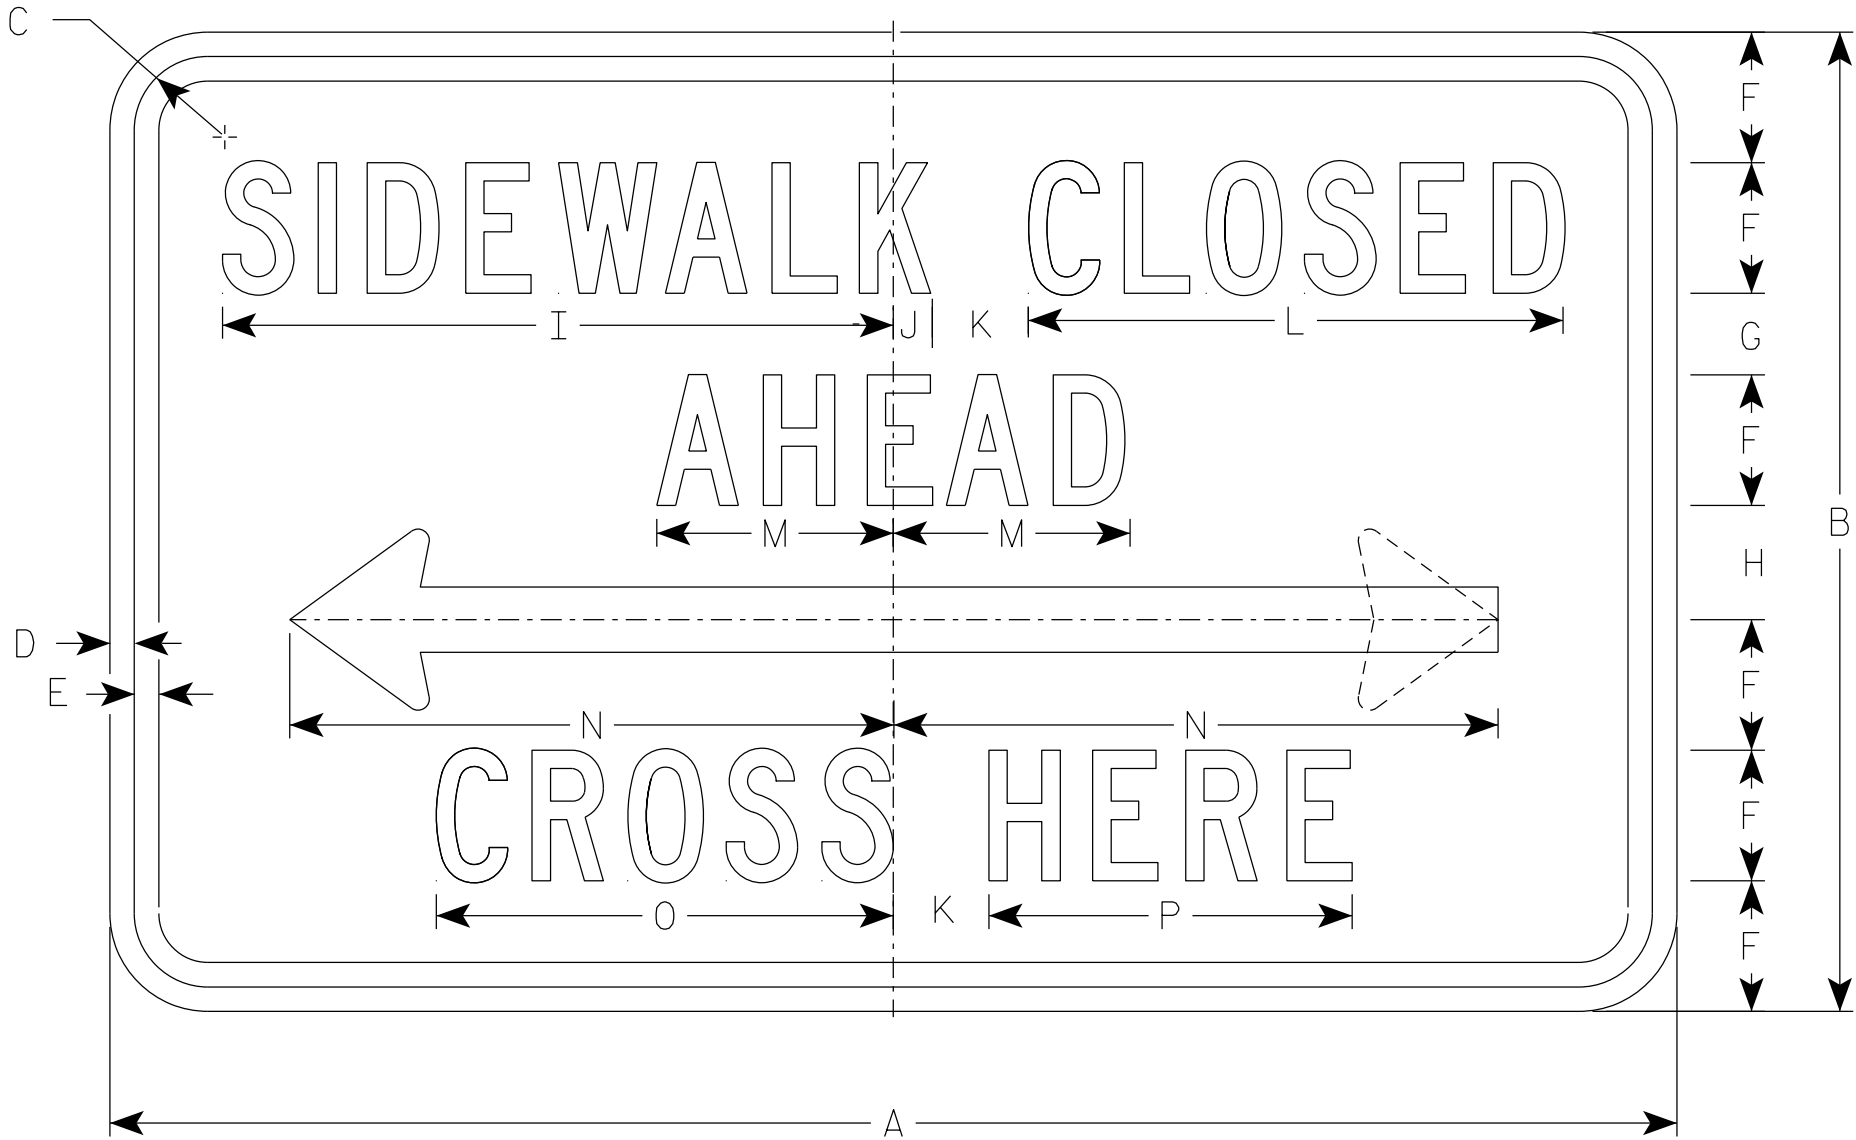 C
F
SIDEWALK CLOSED
F
I J K L
G
AHEAD
F
M M
B
H
D
E
F
N N
CROSS HERE
F
O K P
F
A